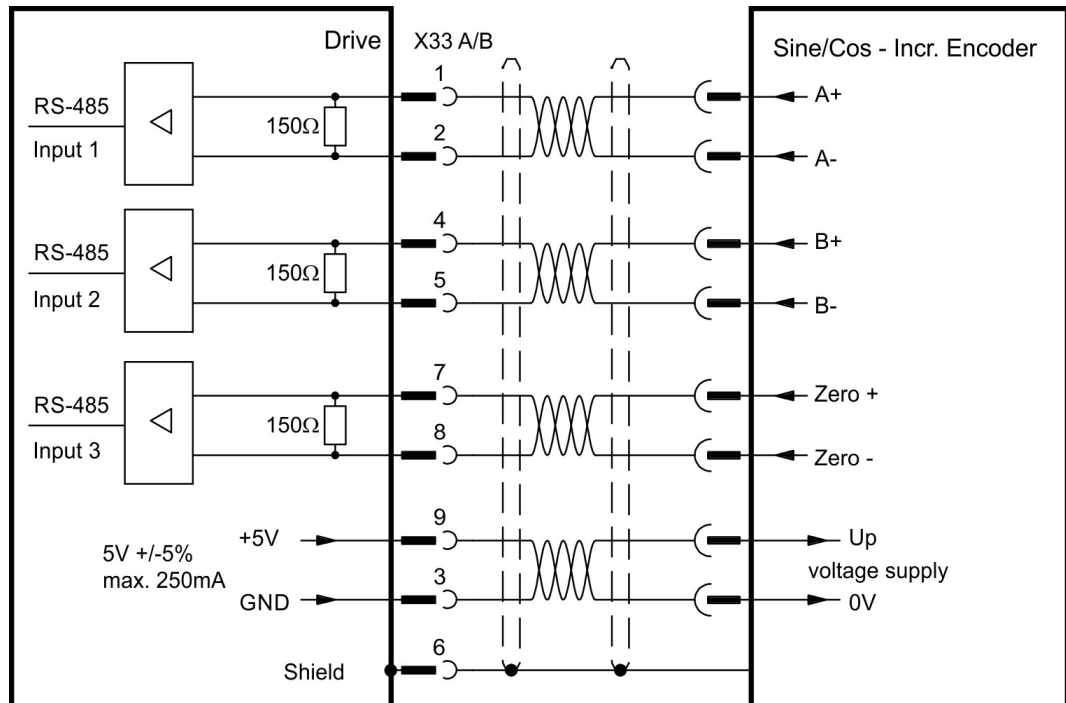 Drive
X33 A/B
Sine/Cos - Incr. Encoder
RS-485
Input 1
150Ω
1
2
A+
A-
RS-485
Input 2
150Ω
4
5
B+
B-
RS-485
Input 3
150Ω
7
8
Zero +
Zero -
5V +/-5%
max. 250mA
+5V
GND
9
3
Up
voltage supply
0V
Shield
6